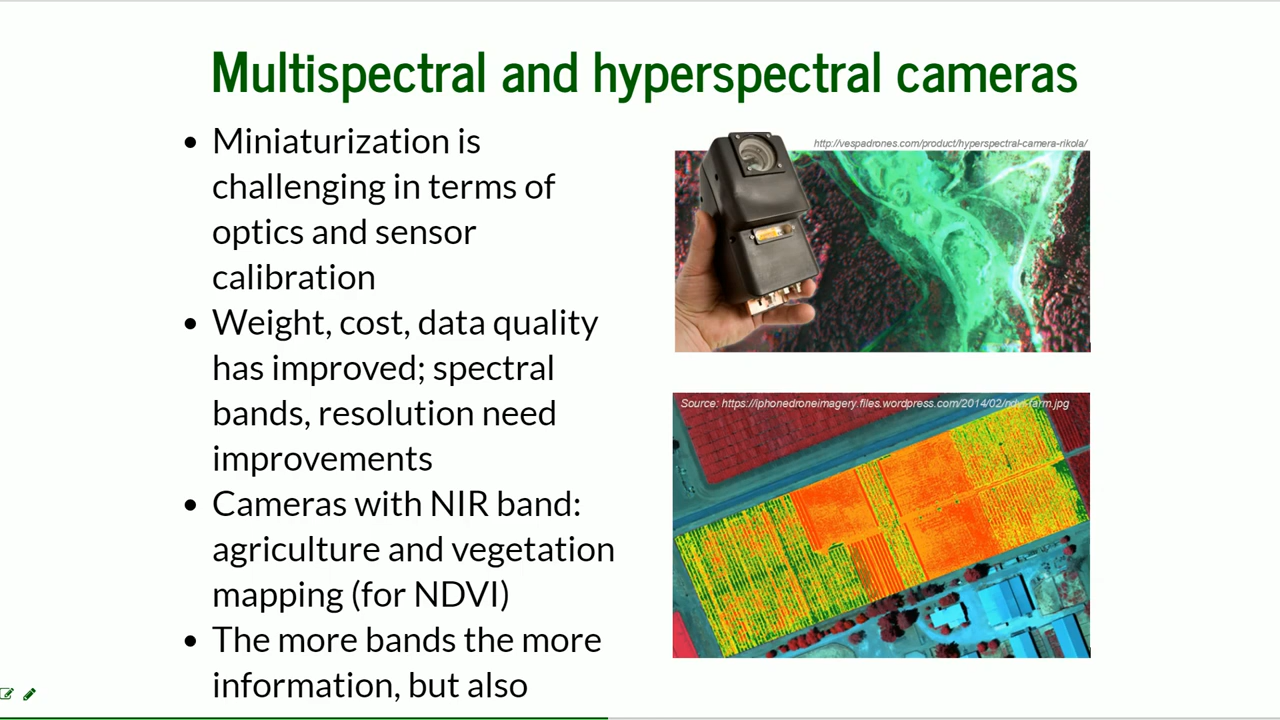 Multispectral and hyperspectral cameras
• Miniaturization is
challenging in terms of
optics and sensor
calibration
• Weight, cost, data quality
has improved; spectral
bands, resolution need
improvements
• Cameras with NIR band:
agriculture and vegetation
mapping (for NDVI)
• The more bands the more
information, but also
http://vespadrones.com/product/hyperspectral-camera-rikola/
Source: https://iphonedroneimagery.files.wordpress.com/2014/02/ndvi-farm.jpg